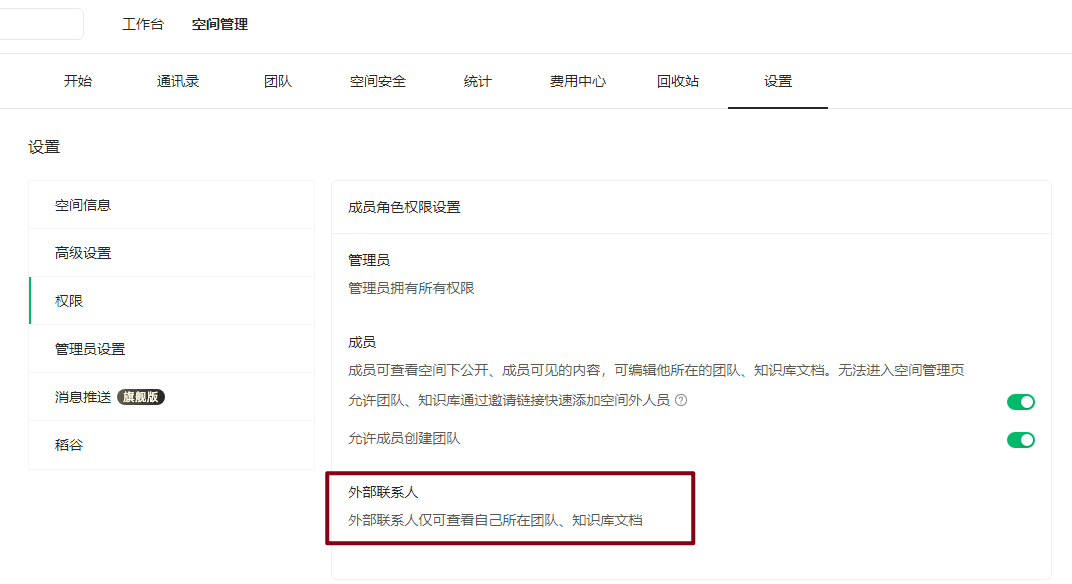 工作台 空间管理
开始 通讯录 团队 空间安全 统计 费用中心 回收站 设置
设置
空间信息
高级设置
权限
管理员设置
消息推送 旗舰版
稻谷
成员角色权限设置
管理员
管理员拥有所有权限
成员
成员可查看空间下公开、成员可见的内容，可编辑他所在的团队、知识库文档。无法进入空间管理页
允许团队、知识库通过邀请链接快速添加空间外人员 ?
允许成员创建团队
外部联系人
外部联系人仅可查看自己所在团队、知识库文档